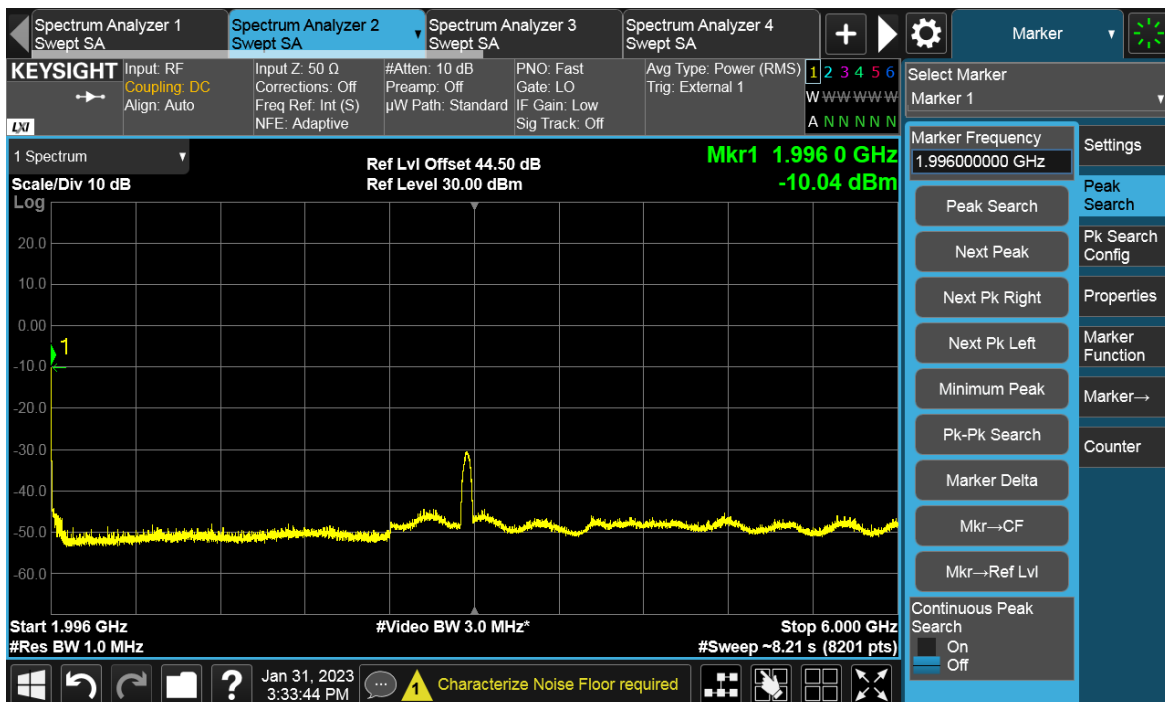 Spectrum Analyzer 1
Swept SA
Spectrum Analyzer 2
Swept SA
Spectrum Analyzer 3
Swept SA
Spectrum Analyzer 4
Swept SA
+
Marker
KEYSIGHT
LXI
Input: RF
Coupling: DC
Align: Auto
Input Z: 50 Ω
Corrections: Off
Freq Ref: Int (S)
NFE: Adaptive
#Atten: 10 dB
Preamp: Off
µW Path: Standard
PNO: Fast
Gate: LO
IF Gain: Low
Sig Track: Off
Avg Type: Power (RMS)
Trig: External 1
1 2 3 4 5 6
W W W W W W
A N N N N N
Select Marker
Marker 1
1 Spectrum
Scale/Div 10 dB
Log
Ref Lvl Offset 44.50 dB
Ref Level 30.00 dBm
Mkr1 1.996 0 GHz
-10.04 dBm
20.0
10.0
0.00
-10.0
-20.0
-30.0
-40.0
-50.0
-60.0
1
Start 1.996 GHz
#Res BW 1.0 MHz
#Video BW 3.0 MHz*
Stop 6.000 GHz
#Sweep ~8.21 s (8201 pts)
Marker Frequency
1.996000000 GHz
Peak Search
Next Peak
Next Pk Right
Next Pk Left
Minimum Peak
Pk-Pk Search
Marker Delta
Mkr→CF
Mkr→Ref Lvl
Continuous Peak
Search
On
Off
Settings
Peak
Search
Pk Search
Config
Properties
Marker
Function
Marker→
Counter
?
Jan 31, 2023
3:33:44 PM
1
Characterize Noise Floor required